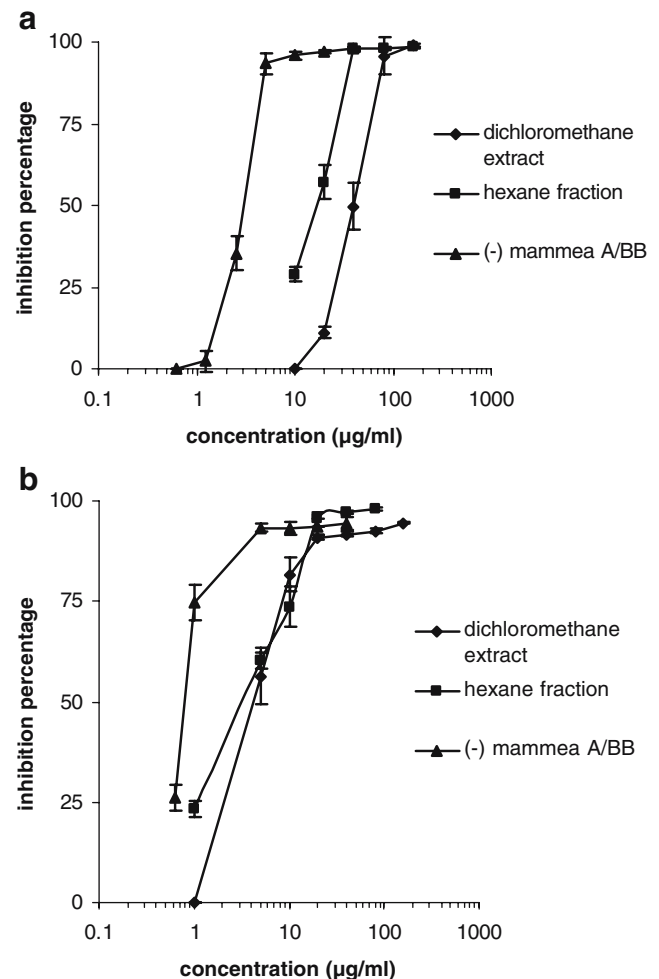 a
100
75
50
25
0
inhibition percentage
0.1 1 10 100 1000
concentration (µg/ml)
dichloromethane
extract
hexane fraction
(-) mammea A/BB
b
100
75
50
25
0
inhibition percentage
0.1 1 10 100 1000
concentration (µg/ml)
dichloromethane
extract
hexane fraction
(-) mammea A/BB